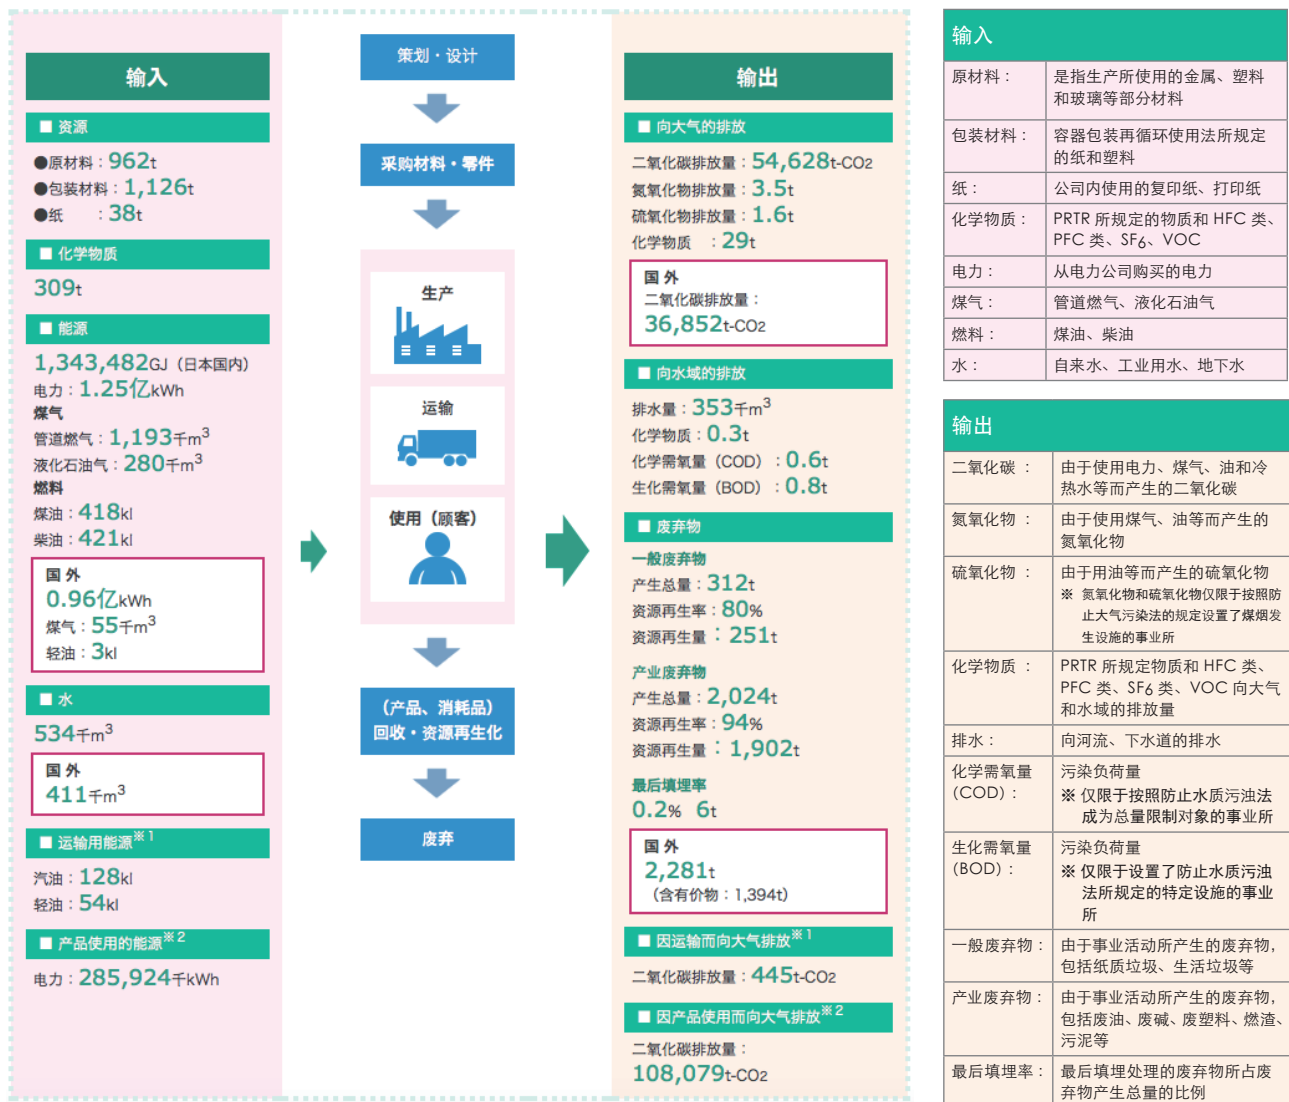 输入
■ 资源
●原材料：962t
●包装材料：1,126t
●纸　　：38t
■ 化学物质
309t
■ 能源
1,343,482GJ（日本国内）
电力：1.25亿kWh
煤气
管道燃气：1,193千m³
液化石油气：280千m³
燃料
煤油：418kl
柴油：421kl
国外
0.96亿kWh
煤气：55千m³
轻油：3kl
■ 水
534千m³
国外
411千m³
■ 运输用能源※1
汽油：128kl
轻油：54kl
■ 产品使用的能源※2
电力：285,924千kWh
策划・设计
采购材料・零件
生产
运输
使用（顾客）
（产品、消耗品）
回收・资源再生化
废弃
输出
■ 向大气的排放
二氧化碳排放量：54,628t-CO2
氮氧化物排放量：3.5t
硫氧化物排放量：1.6t
化学物质　：29t
国外
二氧化碳排放量：
36,852t-CO2
■ 向水域的排放
排水量：353千m³
化学物质：0.3t
化学需氧量（COD）：0.6t
生化需氧量（BOD）：0.8t
■ 废弃物
一般废弃物
产生总量：312t
资源再生率：80%
资源再生量：251t
产业废弃物
产生总量：2,024t
资源再生率：94%
资源再生量：1,902t
最后填埋率
0.2% 6t
国外
2,281t
（含有价物：1,394t）
■ 因运输而向大气排放※1
二氧化碳排放量：445t-CO2
■ 因产品使用而向大气排放※2
二氧化碳排放量：
108,079t-CO2
输入
原材料： 是指生产所使用的金属、塑料
和玻璃等部分材料
包装材料： 容器包装再循环使用法所规定
的纸和塑料
纸： 公司内使用的复印纸、打印纸
化学物质： PRTR 所规定的物质和 HFC 类、
PFC 类、SF6、VOC
电力： 从电力公司购买的电力
煤气： 管道燃气、液化石油气
燃料： 煤油、柴油
水： 自来水、工业用水、地下水
输出
二氧化碳 ： 由于使用电力、煤气、油和冷
热水等而产生的二氧化碳
氮氧化物 ： 由于使用煤气、油等而产生的
氮氧化物
硫氧化物 ： 由于用油等而产生的硫氧化物
※ 氮氧化物和硫氧化物仅限于按照防
止大气污染法的规定设置了煤烟发
生设施的事业所
化学物质 ： PRTR 所规定物质和 HFC 类、
PFC 类、SF6 类、VOC 向大气
和水域的排放量
排水： 向河流、下水道的排水
化学需氧量 污染负荷量
（COD）： ※ 仅限于按照防止水质污浊法
成为总量限制对象的事业所
生化需氧量 污染负荷量
（BOD）： ※ 仅限于设置了防止水质污浊
法所规定的特定设施的事业
所
一般废弃物： 由于事业活动所产生的废弃物，
包括纸质垃圾、生活垃圾等
产业废弃物： 由于事业活动所产生的废弃物，
包括废油、废碱、废塑料、燃渣、
污泥等
最后填埋率： 最后填埋处理的废弃物所占废
弃物产生总量的比例